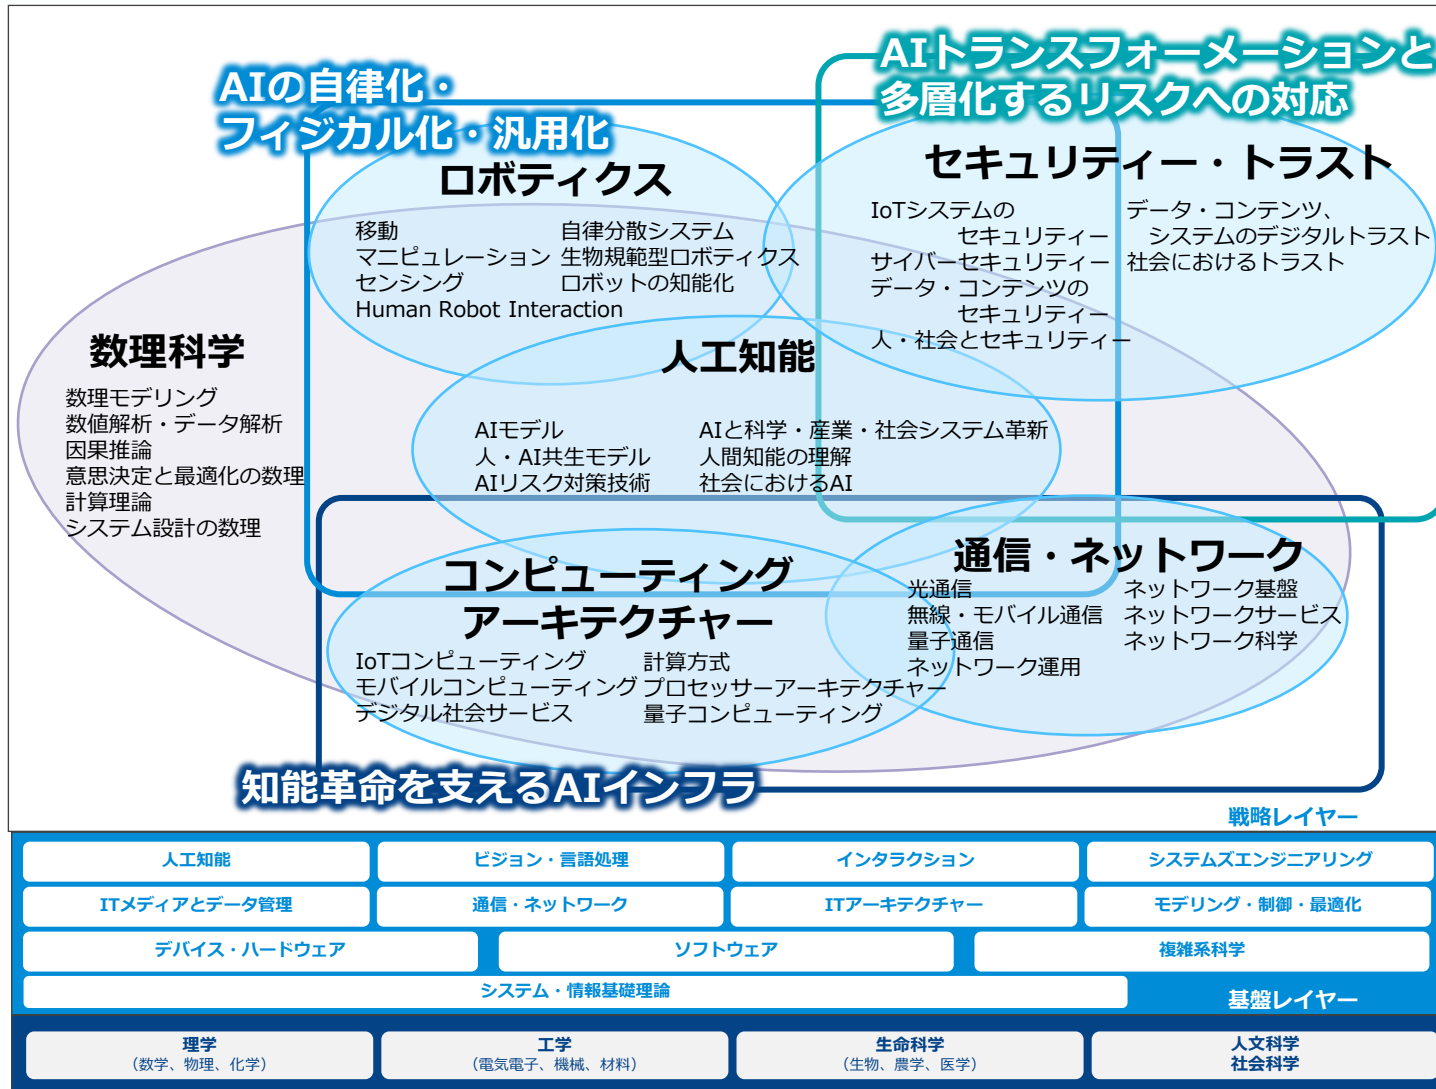 AIの自律化・
フィジカル化・汎用化
AIトランスフォーメーションと
多層化するリスクへの対応
ロボティクス
移動
マニピュレーション
センシング
Human Robot Interaction
自律分散システム
生物規範型ロボティクス
ロボットの知能化
セキュリティー・トラスト
IoTシステムの
セキュリティー
サイバーセキュリティー
データ・コンテンツの
セキュリティー
人・社会とセキュリティー
データ・コンテンツ、
システムのデジタルトラスト
社会におけるトラスト
数理科学
数理モデリング
数値解析・データ解析
因果推論
意思決定と最適化の数理
計算理論
システム設計の数理
人工知能
AIモデル
人・AI共生モデル
AIリスク対策技術
AIと科学・産業・社会システム革新
人間知能の理解
社会におけるAI
コンピューティング
アーキテクチャー
IoTコンピューティング
モバイルコンピューティング
デジタル社会サービス
計算方式
プロセッサーアーキテクチャー
量子コンピューティング
通信・ネットワーク
光通信
無線・モバイル通信
量子通信
ネットワーク運用
ネットワーク基盤
ネットワークサービス
ネットワーク科学
知能革命を支えるAIインフラ
戦略レイヤー
人工知能
ビジョン・言語処理
インタラクション
システムズエンジニアリング
ITメディアとデータ管理
通信・ネットワーク
ITアーキテクチャー
モデリング・制御・最適化
デバイス・ハードウェア
ソフトウェア
複雑系科学
システム・情報基礎理論
基盤レイヤー
理学
（数学、物理、化学）
工学
（電気電子、機械、材料）
生命科学
（生物、農学、医学）
人文科学
社会科学